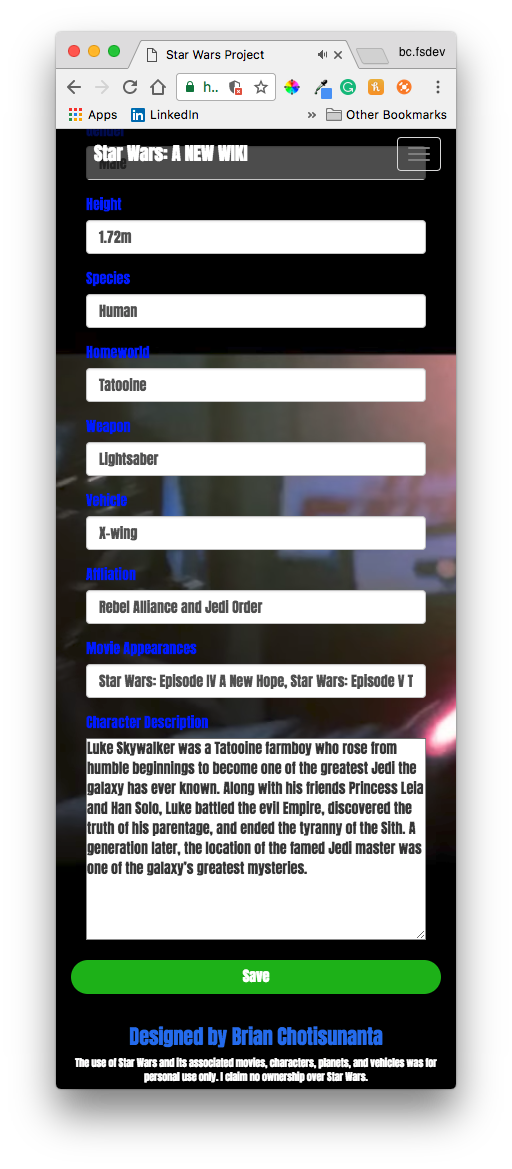 Star Wars Project
bc.fsdev
h..
Apps
LinkedIn
»
Other Bookmarks
Star Wars: A NEW WIKI
Male
Height
1.72m
Species
Human
Homeworld
Tatooine
Weapon
Lightsaber
Vehicle
X-wing
Affiliation
Rebel Alliance and Jedi Order
Movie Appearances
Star Wars: Episode IV A New Hope, Star Wars: Episode V T
Character Description
Luke Skywalker was a Tatooine farmboy who rose from
humble beginnings to become one of the greatest Jedi the
galaxy has ever known. Along with his friends Princess Leia
and Han Solo, Luke battled the evil Empire, discovered the
truth of his parentage, and ended the tyranny of the Sith. A
generation later, the location of the famed Jedi master was
one of the galaxy’s greatest mysteries.
Save
Designed by Brian Chotisunanta
The use of Star Wars and its associated movies, characters, planets, and vehicles was for
personal use only. I claim no ownership over Star Wars.